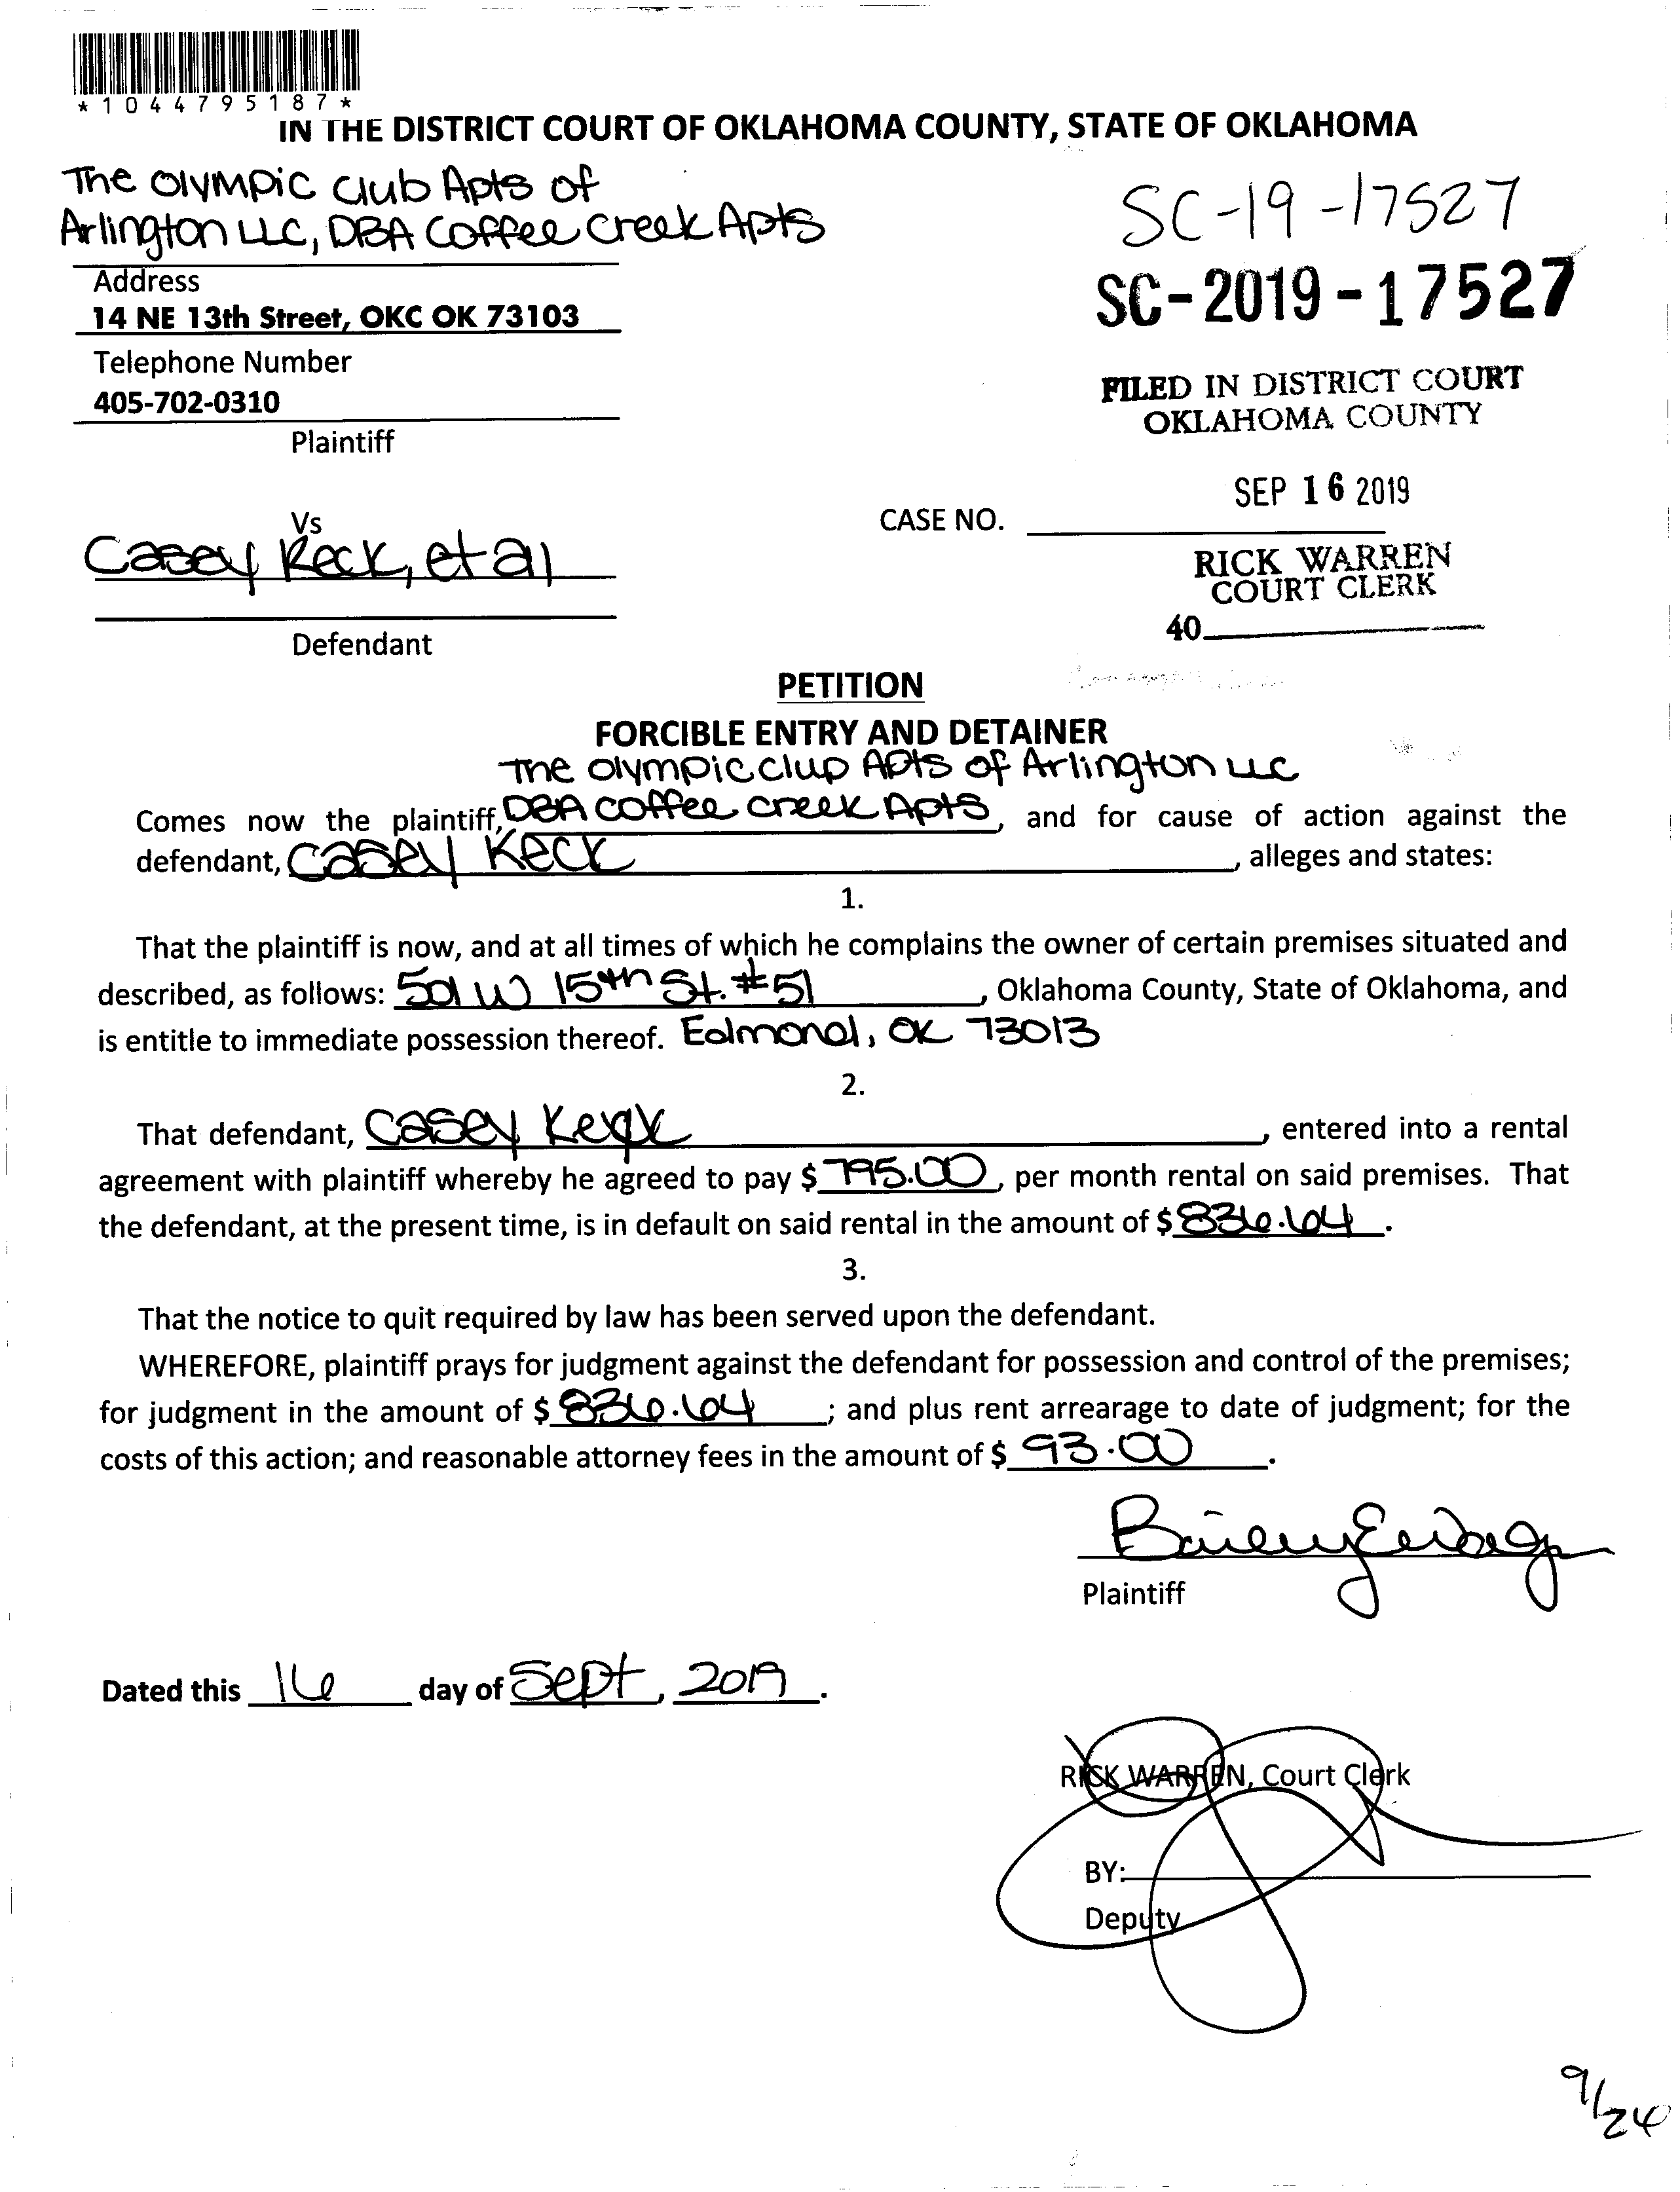 *1044795187*
IN THE DISTRICT COURT OF OKLAHOMA COUNTY, STATE OF OKLAHOMA
The Olympic Club Apts of
Arlington LLC, DBA Coffee Creek Apts
SC-19-17527
SC-2019-17527
Address
14 NE 13th Street, OKC OK 73103
Telephone Number
405-702-0310
Plaintiff
FILED IN DISTRICT COURT
OKLAHOMA COUNTY
SEP 16 2019
Vs
CASE NO.
Casey Keck, et al
RICK WARREN
COURT CLERK
40
Defendant
PETITION
FORCIBLE ENTRY AND DETAINER
The Olympic Clup Apts of Arlington LLC
Comes now the plaintiff, DBA Coffee Creek Apts, and for cause of action against the
defendant, Casey Keck, alleges and states:
1.
That the plaintiff is now, and at all times of which he complains the owner of certain premises situated and
described, as follows: 501 W 15th St. #51, Oklahoma County, State of Oklahoma, and
is entitle to immediate possession thereof. Edmond, OK 73013
2.
That defendant, Casey Keck, entered into a rental
agreement with plaintiff whereby he agreed to pay $ 795.00, per month rental on said premises. That
the defendant, at the present time, is in default on said rental in the amount of $ 836.64.
3.
That the notice to quit required by law has been served upon the defendant.
WHEREFORE, plaintiff prays for judgment against the defendant for possession and control of the premises;
for judgment in the amount of $ 836.64; and plus rent arrearage to date of judgment; for the
costs of this action; and reasonable attorney fees in the amount of $ 93.00.
Plaintiff
Dated this 16 day of Sept, 2019.
RICK WARREN, Court Clerk
BY:
Deputy
9/24